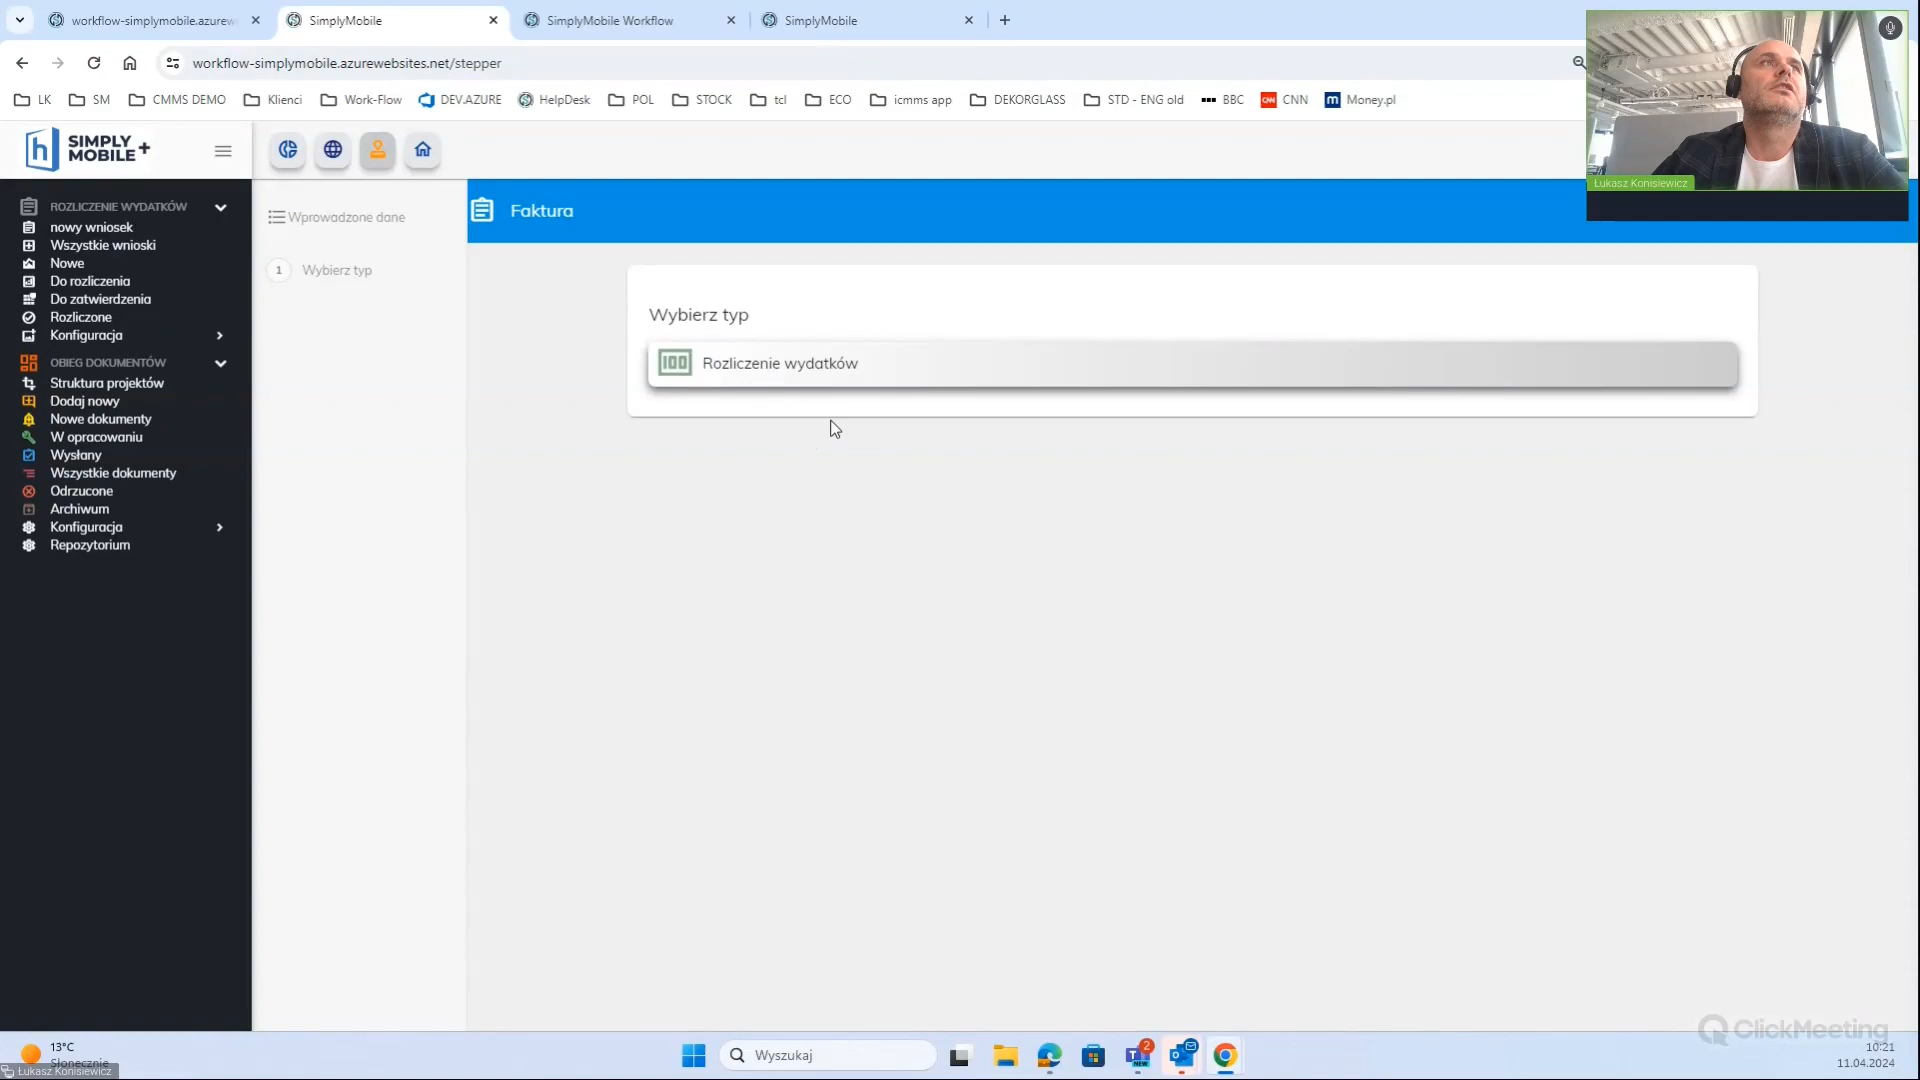 workflow-simplymobile.azurew
SimplyMobile
SimplyMobile Workflow
SimplyMobile
workflow-simplymobile.azurewebsites.net/stepper
LK
SM
CMMS DEMO
Klienci
Work-Flow
DEV.AZURE
HelpDesk
POL
STOCK
tcl
ECO
icmms app
DEKORGLASS
STD - ENG old
BBC
CNN
Money.pl
Łukasz Konisiewicz
SIMPLY
MOBILE+
ROZLICZENIE WYDATKÓW
nowy wniosek
Wszystkie wnioski
Nowe
Do rozliczenia
Do zatwierdzenia
Rozliczone
Konfiguracja
OBIEG DOKUMENTÓW
Struktura projektów
Dodaj nowy
Nowe dokumenty
W opracowaniu
Wysłany
Wszystkie dokumenty
Odrzucone
Archiwum
Konfiguracja
Repozytorium
Wprowadzone dane
1 Wybierz typ
Faktura
Wybierz typ
100 Rozliczenie wydatków
ClickMeeting
13°C
Słonecznie
Łukasz Konisiewicz
Wyszukaj
2
NEW
10:21
11.04.2024